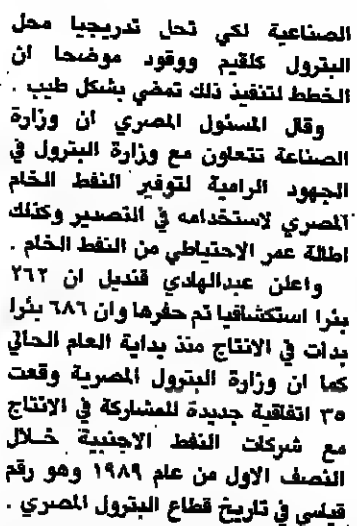 الصناعية لكي تحل تدريجيا محل
البترول كلقيم ووقود موضحا ان
الخطط لتنفيذ ذلك تمضي بشكل طيب .
وقال المسئول المصري ان وزارة
الصناعة تتعاون مع وزارة البترول في
الجهود الرامية لتوفير النفط الخام
المصري لاستخدامه في التصدير وكذلك
اطالة عمر الاحتياطي من النفط الخام .
واعلن عبدالهادي قنديل ان ٢٦٢
بئرا استكشافيا تم حفرها وان ٦٨٦ بئرا
بدات في الانتاج منذ بداية العام الحالي
كما ان وزارة البترول المصرية وقعت
٣٥ اتفاقية جديدة للمشاركة في الانتاج
مع شركات النفط الاجنبية خلال
النصف الاول من عام ١٩٨٩ وهو رقم
قياسي في تاريخ قطاع البترول المصري .